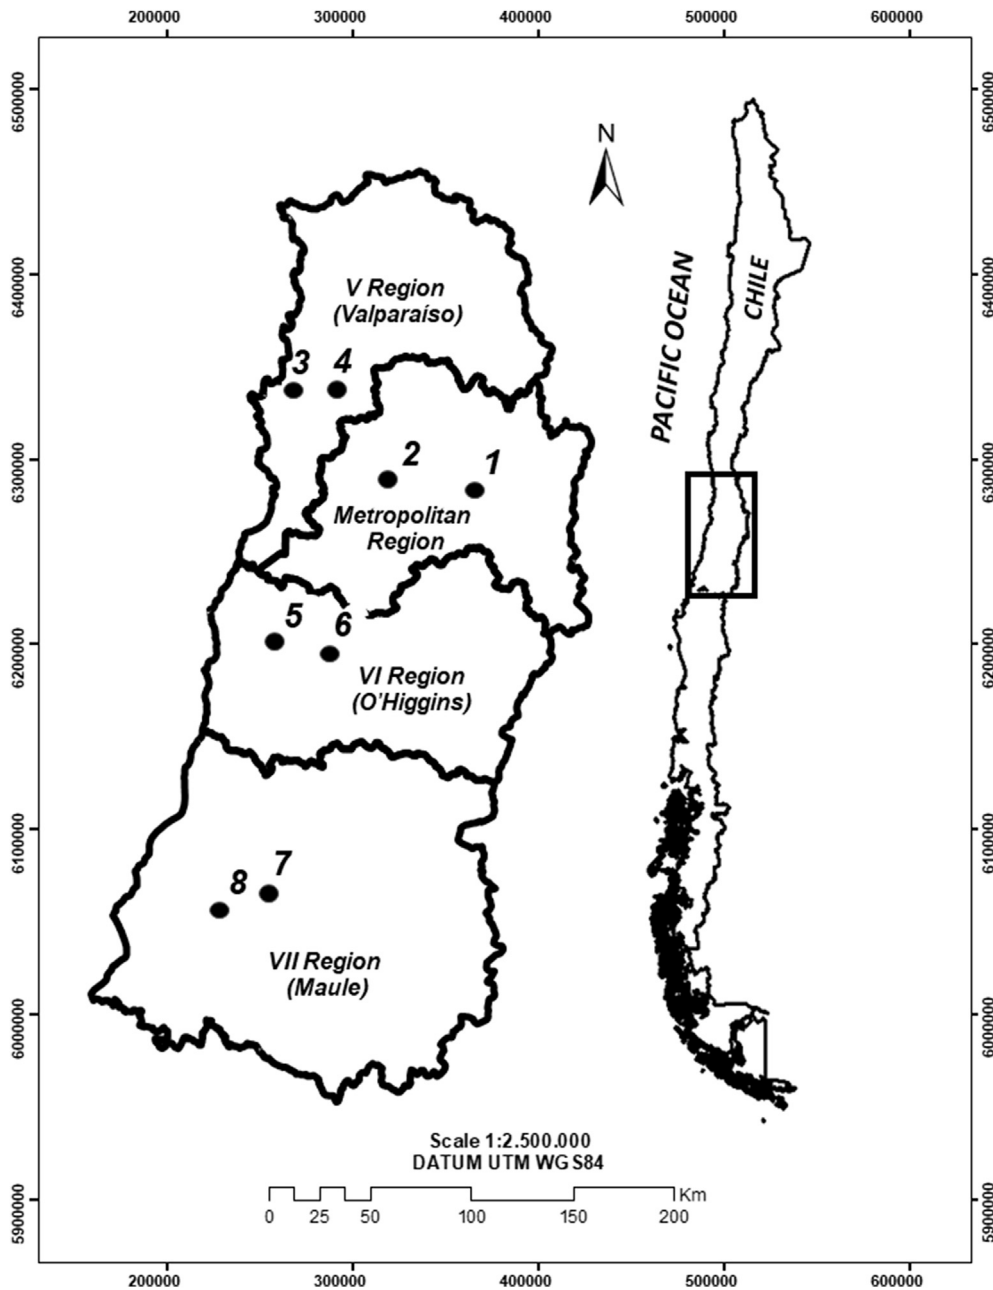 200000 300000 400000 500000 600000
6500000 6500000
N
6400000 6400000
PACIFIC OCEAN
CHILE
V Region
(Valparaíso)
3 4
6300000 6300000
2 1
Metropolitan
Region
5 6
6200000 6200000
VI Region
(O'Higgins)
6100000 6100000
8 7
VII Region
(Maule)
6000000 6000000
Scale 1:2.500.000
DATUM UTM WGS84
Km
0 25 50 100 150 200
5900000 5900000
200000 300000 400000 500000 600000